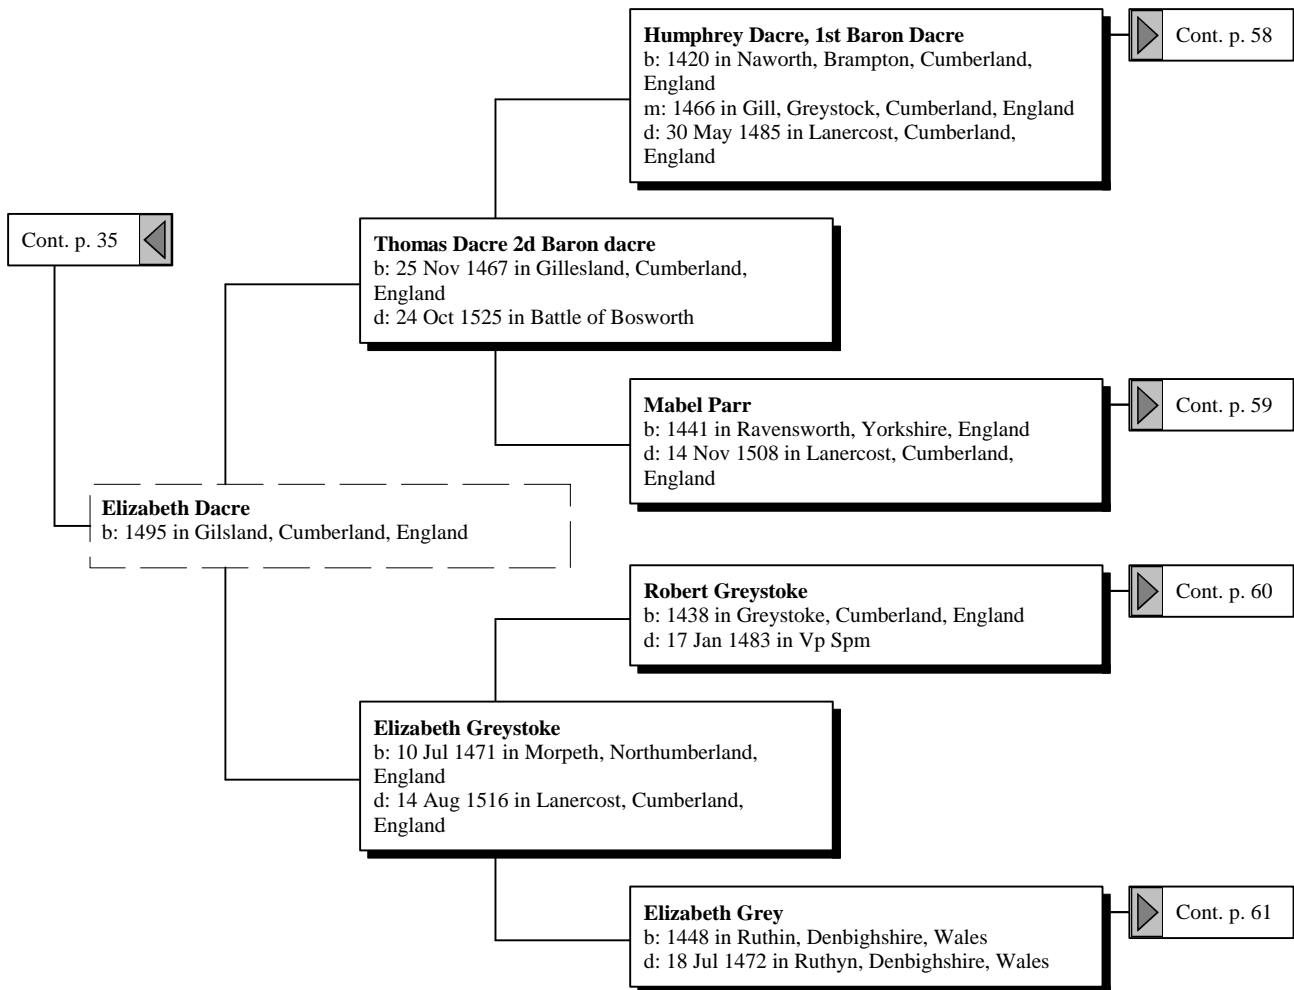 Humphrey Dacre, 1st Baron Dacre
b: 1420 in Naworth, Brampton, Cumberland,
England
m: 1466 in Gill, Greystock, Cumberland, England
d: 30 May 1485 in Lanercost, Cumberland,
England
Cont. p. 58
Cont. p. 35
Thomas Dacre 2d Baron dacre
b: 25 Nov 1467 in Gillesland, Cumberland,
England
d: 24 Oct 1525 in Battle of Bosworth
Mabel Parr
b: 1441 in Ravensworth, Yorkshire, England
d: 14 Nov 1508 in Lanercost, Cumberland,
England
Cont. p. 59
Elizabeth Dacre
b: 1495 in Gilsland, Cumberland, England
Robert Greystoke
b: 1438 in Greystoke, Cumberland, England
d: 17 Jan 1483 in Vp Spm
Cont. p. 60
Elizabeth Greystoke
b: 10 Jul 1471 in Morpeth, Northumberland,
England
d: 14 Aug 1516 in Lanercost, Cumberland,
England
Elizabeth Grey
b: 1448 in Ruthin, Denbighshire, Wales
d: 18 Jul 1472 in Ruthyn, Denbighshire, Wales
Cont. p. 61